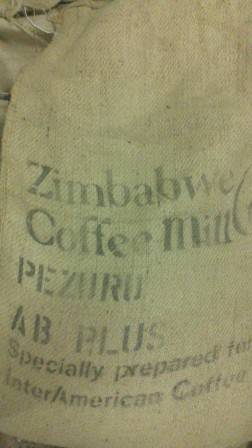 Zimbabwe
Coffee Mill
PEZURU
AB PLUS
Specially prepared for
InterAmerican Coffee